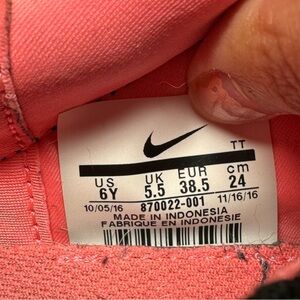 TT
US UK EUR cm
6Y 5.5 38.5 24
10/05/16 870022-001 11/16/16
MADE IN INDONESIA
FABRIQUE EN INDONESIE